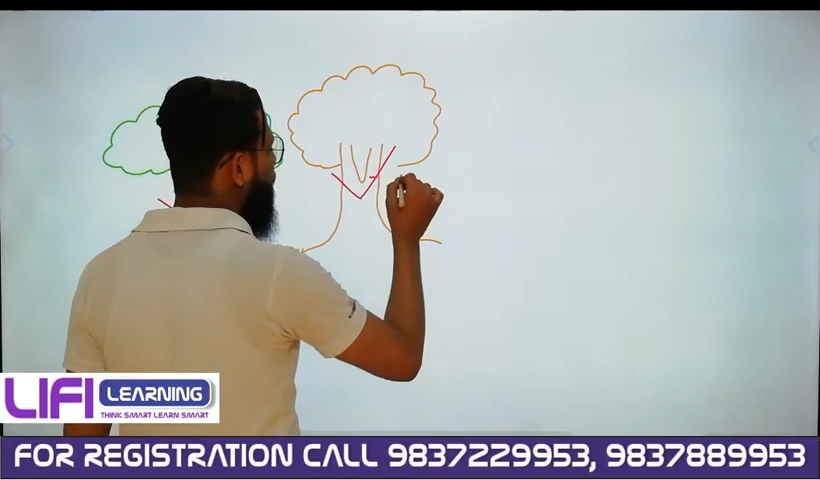 LIFI LEARNING
THINK SMART LEARN SMART
FOR REGISTRATION CALL 9837229953, 9837889953